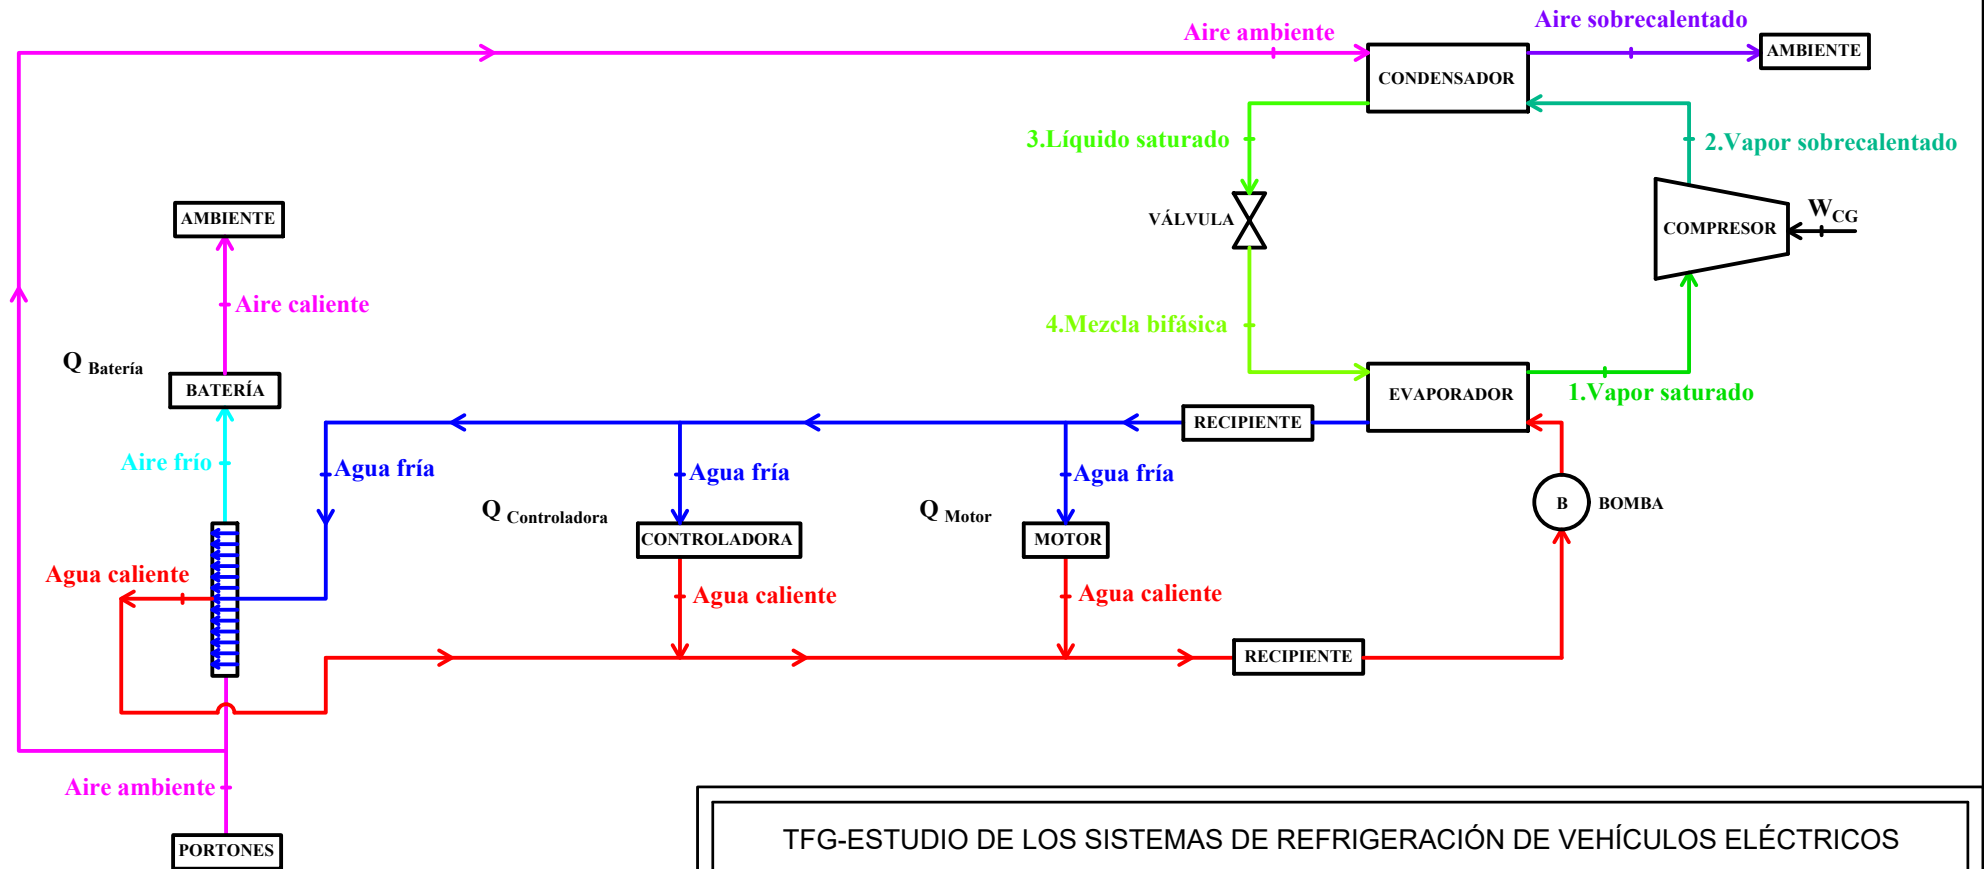 Aire sobrecalentado
Aire ambiente
AMBIENTE
CONDENSADOR
3.Líquido saturado
2.Vapor sobrecalentado
AMBIENTE
VÁLVULA
W CG
COMPRESOR
Aire caliente
4.Mezcla bifásica
Q Batería
BATERÍA
EVAPORADOR
1.Vapor saturado
RECIPIENTE
Aire frío
Agua fría
Agua fría
Agua fría
Q Controladora
Q Motor
B
BOMBA
CONTROLADORA
MOTOR
Agua caliente
Agua caliente
Agua caliente
RECIPIENTE
Aire ambiente
PORTONES
TFG-ESTUDIO DE LOS SISTEMAS DE REFRIGERACIÓN DE VEHÍCULOS ELÉCTRICOS